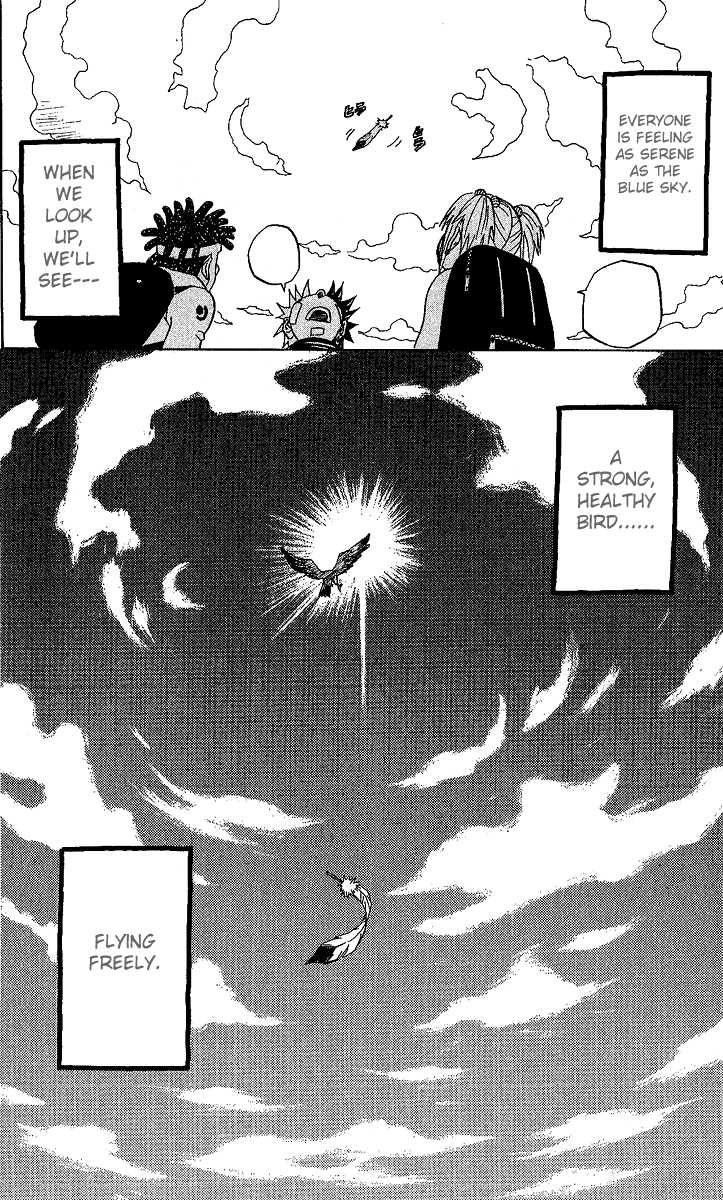 EVERYONE
IS FEELING
AS SERENE
AS THE
BLUE SKY.
WHEN
WE
LOOK
UP,
WE'LL
SEE---
A
STRONG,
HEALTHY
BIRD......
FLYING
FREELY.